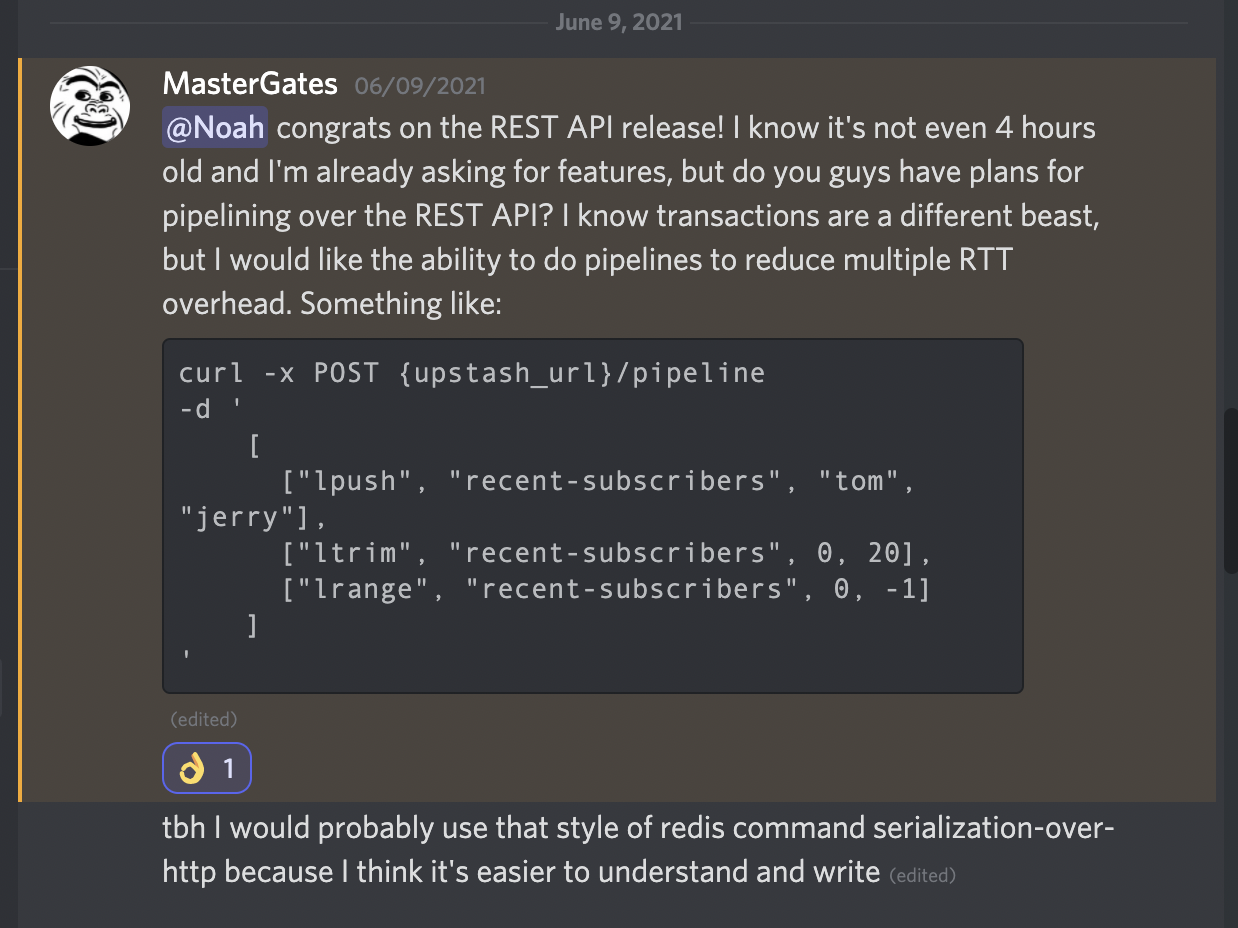 June 9, 2021
MasterGates 06/09/2021
@Noah congrats on the REST API release! I know it's not even 4 hours
old and I'm already asking for features, but do you guys have plans for
pipelining over the REST API? I know transactions are a different beast,
but I would like the ability to do pipelines to reduce multiple RTT
overhead. Something like:
curl -x POST {upstash_url}/pipeline
-d '
    [
      ["lpush", "recent-subscribers", "tom",
"jerry"],
      ["ltrim", "recent-subscribers", 0, 20],
      ["lrange", "recent-subscribers", 0, -1]
    ]
'
(edited)
👌 1
tbh I would probably use that style of redis command serialization-over-
http because I think it's easier to understand and write (edited)